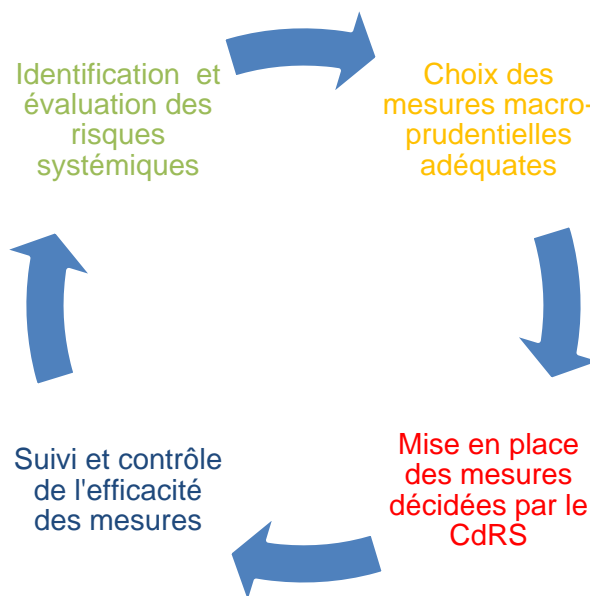 Identification et
évaluation des
risques
systémiques
Choix des
mesures macro-
prudentielles
adéquates
Mise en place
des mesures
décidées par le
CdRS
Suivi et contrôle
de l'efficacité
des mesures